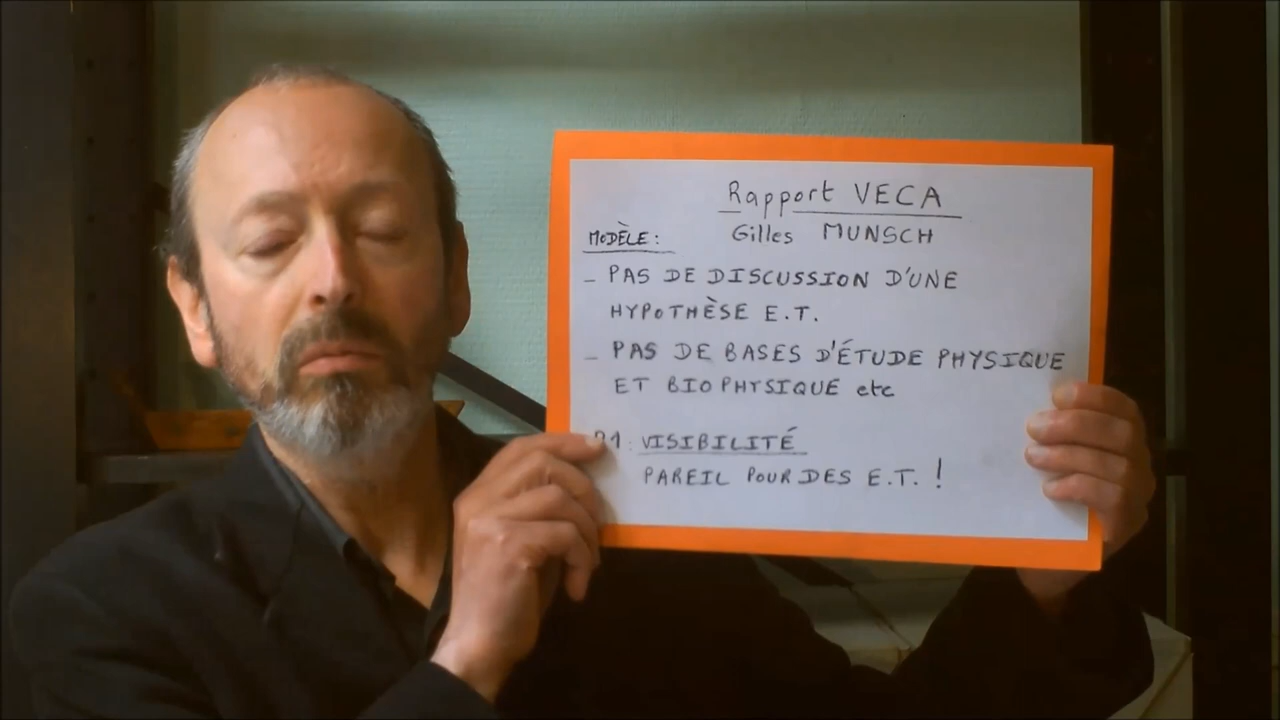 Rapport VECA
Gilles MUNSCH
MODÈLE :
- PAS DE DISCUSSION D'UNE
HYPOTHÈSE E.T.
- PAS DE BASES D'ÉTUDE PHYSIQUE
ET BIOPHYSIQUE etc
VISIBILITÉ
PAREIL POUR DES E.T. !